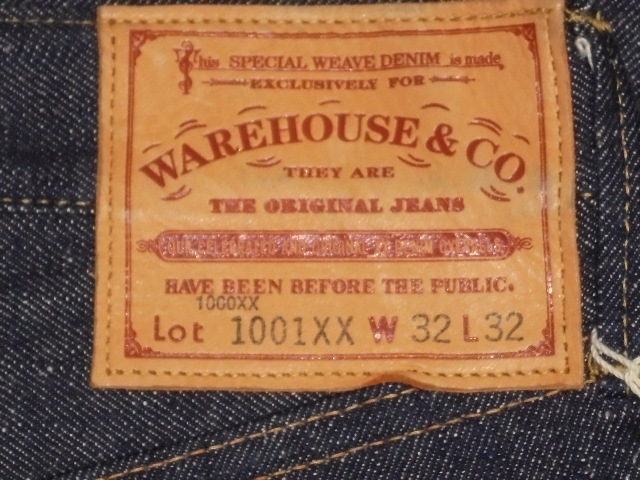 This SPECIAL WEAVE DENIM is made
EXCLUSIVELY FOR
WAREHOUSE & CO.
THEY ARE
THE ORIGINAL JEANS
HAVE BEEN BEFORE THE PUBLIC.
1000XX
Lot 1001XX W 32 L 32